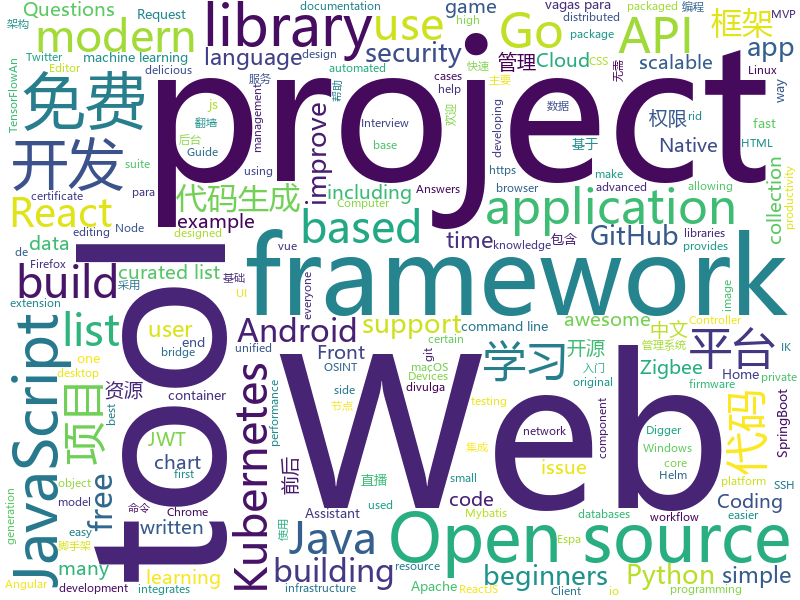 documentation
架构 Request
Questions library use Go API 框架 vagas para distributed packaged 编程 MVP
Twitter machine learning game high package
modern Editor delicious language design automated security 管理 Cloud CSS app 快速 主要 无需 Linux way
TensorFlowAn 免费 project js 服务 management 翻墙 cases help 欢迎 developing scalable
帮助 数据 权限 rid fast
开发 后台 Guide improve Interview base 基于 Native HTML
suite using https make
certificate para 代码生成 including Answers browser advanced allowing collection productivity
React example Computer application
editing Node designed based time knowledge 包含 GitHub libraries
data vue provides
de Firefox tool framework
build curated list 基础 everyone image
extension 采用 UI
JavaScript list user Android support command line awesome 中文 Controller
one end unified Front certain git 学习 开源 管理系统 平台 IK
desktop bridge OSINT macOS 入门 Zigbee Home private
项目 资源 container Kubernetes side Devices divulga original firmware
best performance testing Web component 代码 SpringBoot
JWT 前后 节点 network Digger
chart first 直播 small issue Windows core platform
object code 集成 Helm SSH
generation model 命令 Chrome Assistant used databases Coding
free written Java Mybatis Open source workflow easier
easy 使用 Espa
many 脚手架 learning building resource beginners Python simple
Angular development integrates Apache Client ReactOS io programming